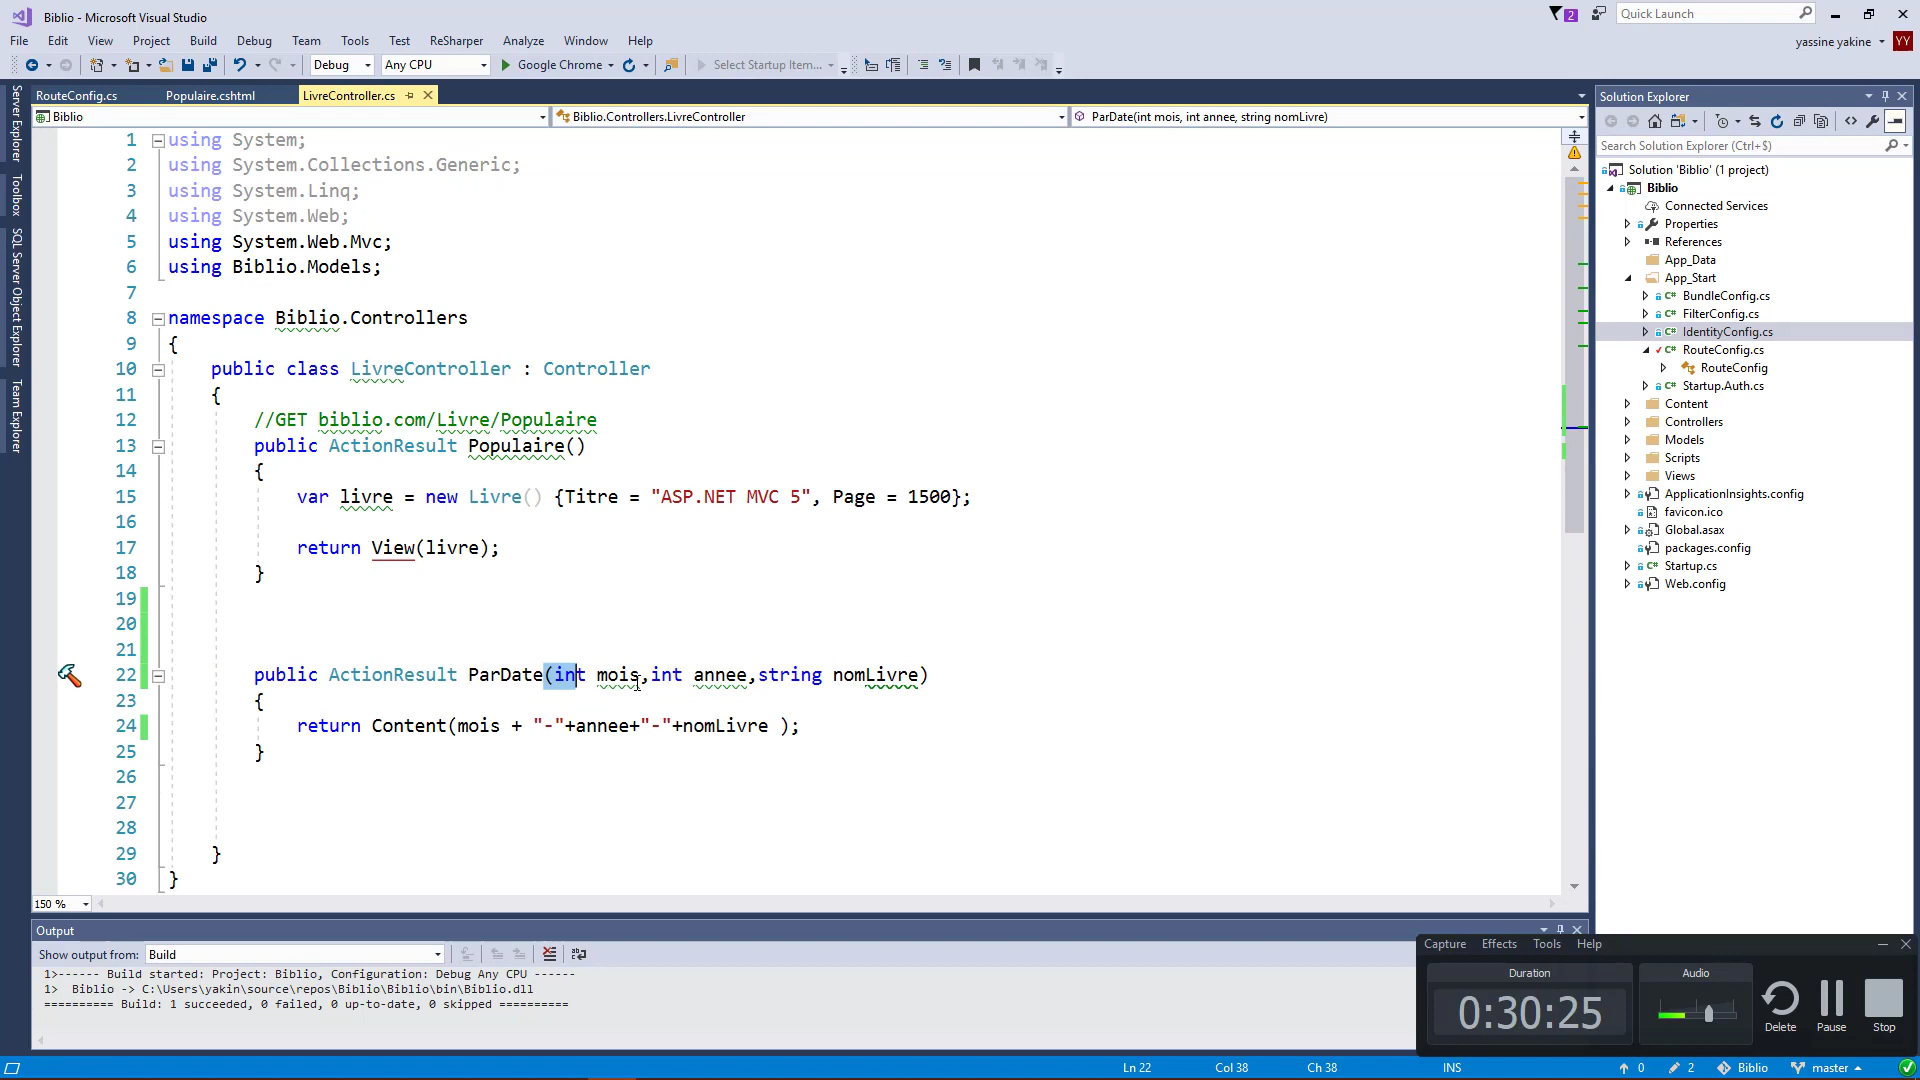 Biblio - Microsoft Visual Studio
2
Quick Launch
File Edit View Project Build Debug Team Tools Test ReSharper Analyze Window Help
yassine yakine YY
Debug Any CPU Google Chrome Select Startup Item...
RouteConfig.cs Populaire.cshtml LivreController.cs
Biblio Biblio.Controllers.LivreController ParDate(int mois, int annee, string nomLivre)
Server Explorer
Toolbox
SQL Server Object Explorer
Team Explorer
1 using System;
2 using System.Collections.Generic;
3 using System.Linq;
4 using System.Web;
5 using System.Web.Mvc;
6 using Biblio.Models;
7
8 namespace Biblio.Controllers
9 {
10 public class LivreController : Controller
11 {
12 //GET biblio.com/Livre/Populaire
13 public ActionResult Populaire()
14 {
15 var livre = new Livre() {Titre = "ASP.NET MVC 5", Page = 1500};
16
17 return View(livre);
18 }
19
20
21
22 public ActionResult ParDate(int mois,int annee,string nomLivre)
23 {
24 return Content(mois + "-"+annee+"-"+nomLivre );
25 }
26
27
28
29 }
30 }
150 %
Solution Explorer
Search Solution Explorer (Ctrl+$)
Solution 'Biblio' (1 project)
Biblio
Connected Services
Properties
References
App_Data
App_Start
BundleConfig.cs
FilterConfig.cs
IdentityConfig.cs
RouteConfig.cs
RouteConfig
Startup.Auth.cs
Content
Controllers
Models
Scripts
Views
ApplicationInsights.config
favicon.ico
Global.asax
packages.config
Startup.cs
Web.config
Output
Show output from: Build
1>------ Build started: Project: Biblio, Configuration: Debug Any CPU ------
1> Biblio -> C:\Users\yakin\source\repos\Biblio\Biblio\bin\Biblio.dll
========== Build: 1 succeeded, 0 failed, 0 up-to-date, 0 skipped ==========
Capture Effects Tools Help
Duration
0:30:25
Audio
Delete Pause Stop
Ln 22 Col 38 Ch 38 INS 0 2 Biblio master